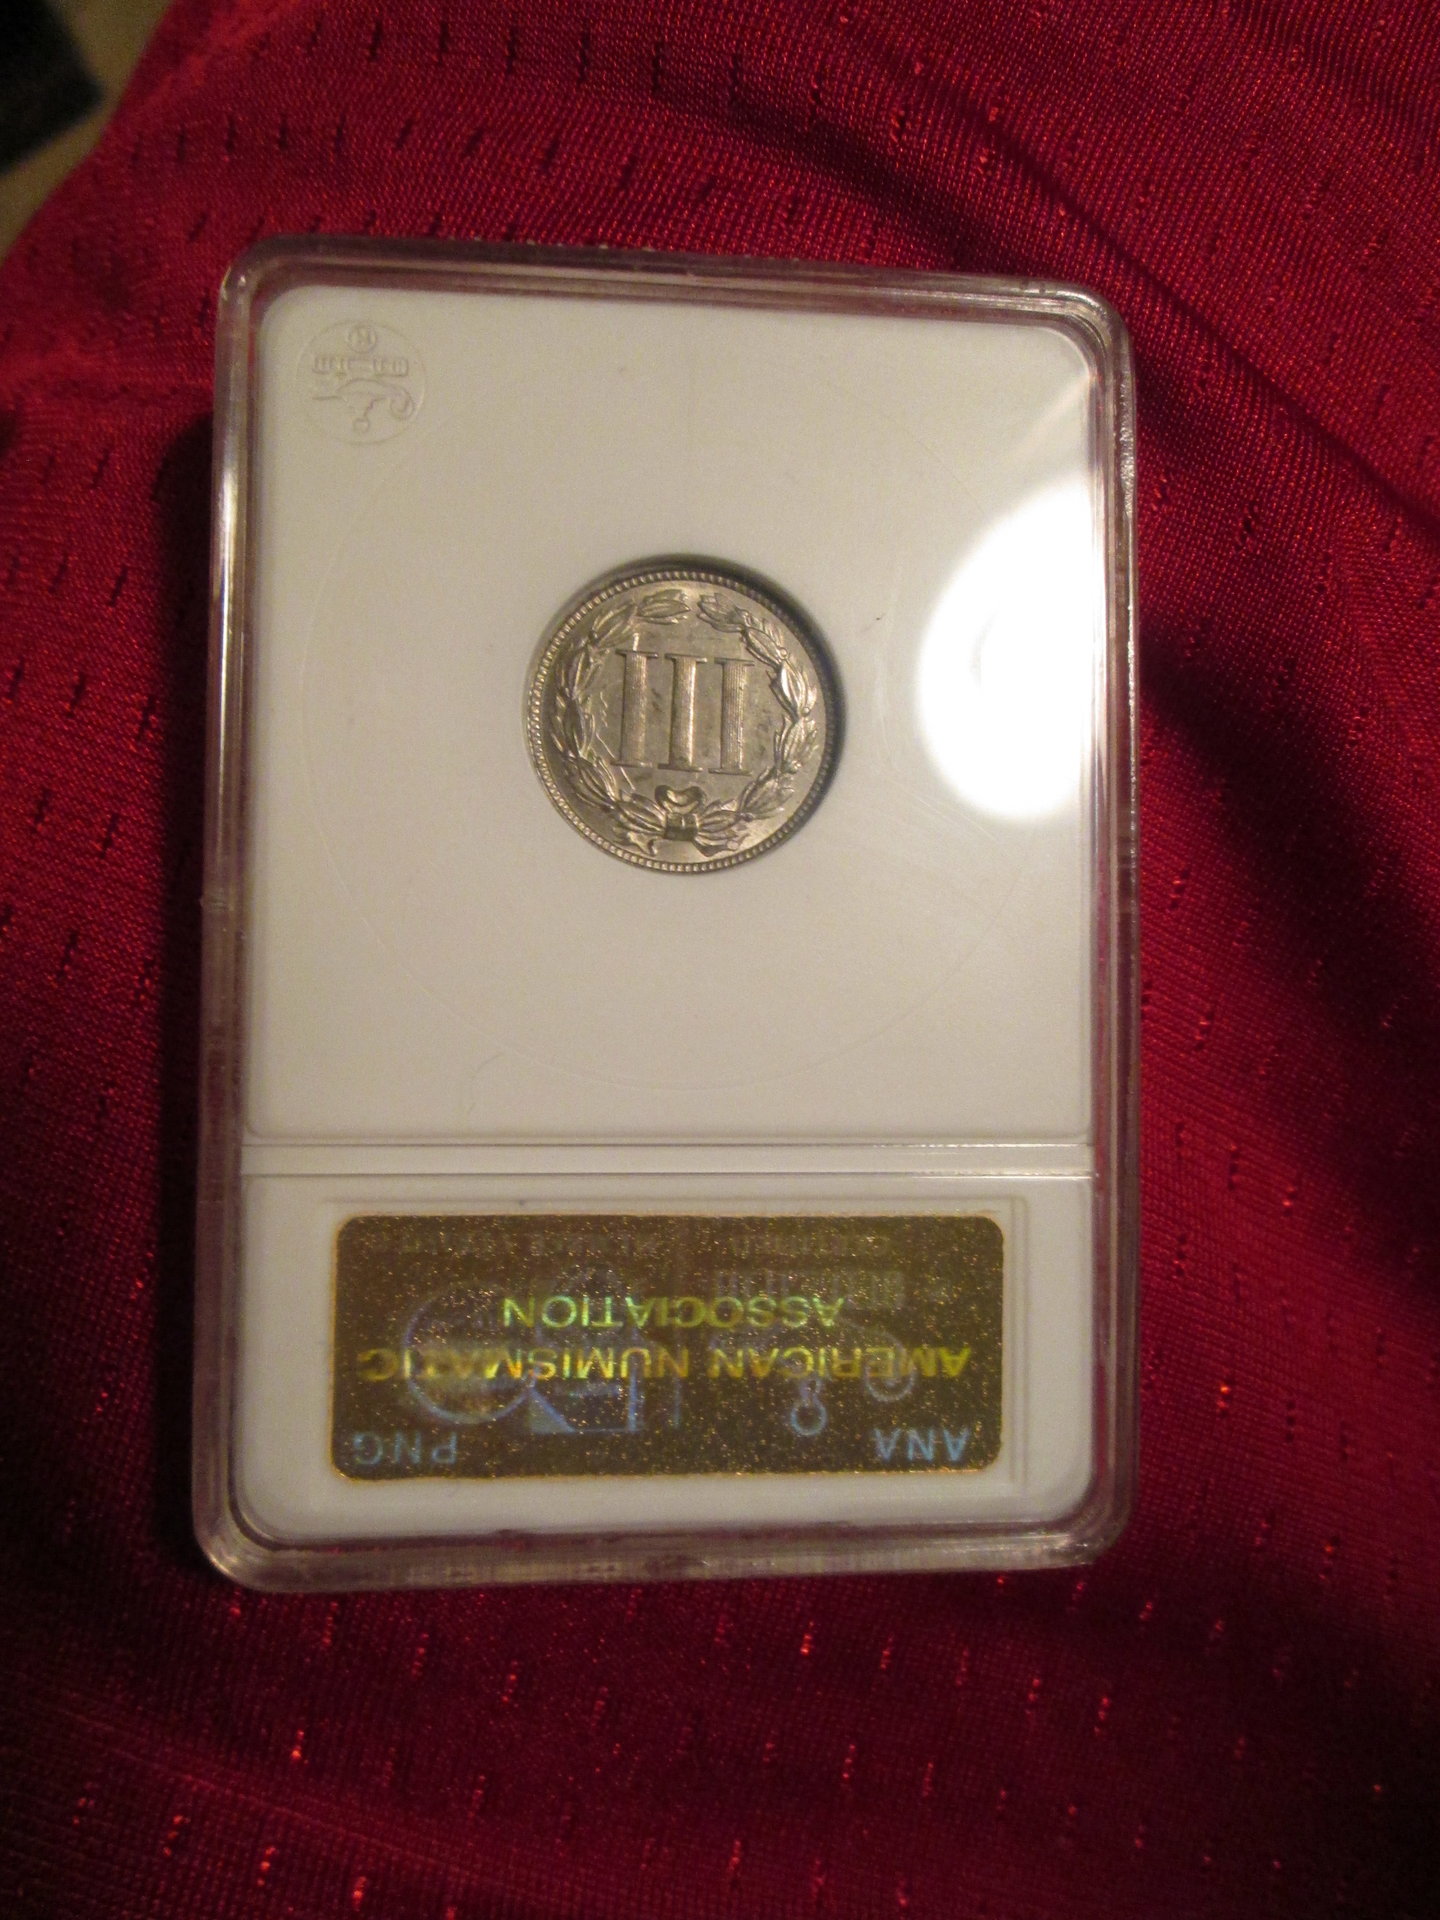 III
ASSOCIATION
AMERICAN NUMISMATIC
PNG ANA